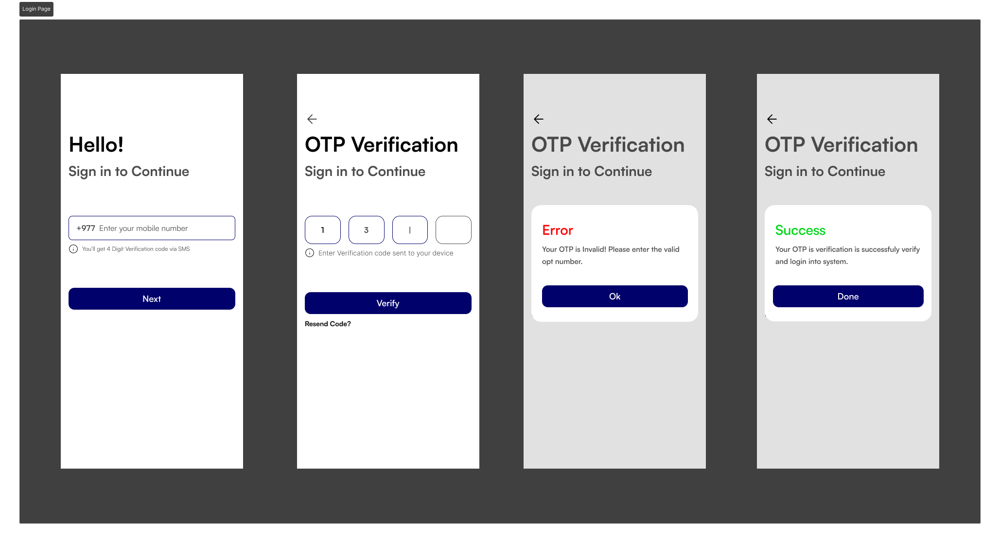 Login Page
Hello!
Sign in to Continue
+977 Enter your mobile number
You'll get 4 Digit Verification code via SMS
Next
OTP Verification
Sign in to Continue
1 3 |
Enter Verification code sent to your device
Verify
Resend Code?
OTP Verification
Sign in to Continue
Error
Your OTP is Invalid! Please enter the valid
opt number.
Ok
OTP Verification
Sign in to Continue
Success
Your OTP is verification is successfuly verify
and login into system.
Done